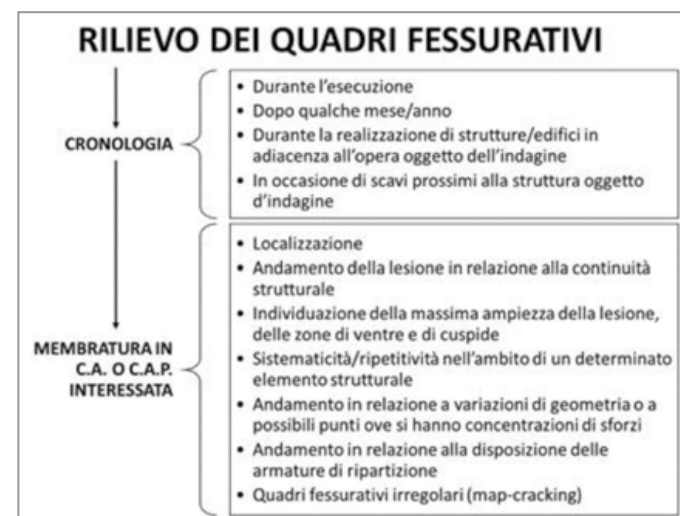 RILIEVO DEI QUADRI FESSURATIVI
CRONOLOGIA
• Durante l'esecuzione
• Dopo qualche mese/anno
• Durante la realizzazione di strutture/edifici in
adiacenza all'opera oggetto dell'indagine
• In occasione di scavi prossimi alla struttura oggetto
d'indagine
MEMBRATURA IN
C.A. O C.A.P.
INTERESSATA
• Localizzazione
• Andamento della lesione in relazione alla continuità
strutturale
• Individuazione della massima ampiezza della lesione,
delle zone di ventre e di cuspide
• Sistematicità/ripetitività nell'ambito di un determinato
elemento strutturale
• Andamento in relazione a variazioni di geometria o a
possibili punti ove si hanno concentrazioni di sforzi
• Andamento in relazione alla disposizione delle
armature di ripartizione
• Quadri fessurativi irregolari (map-cracking)